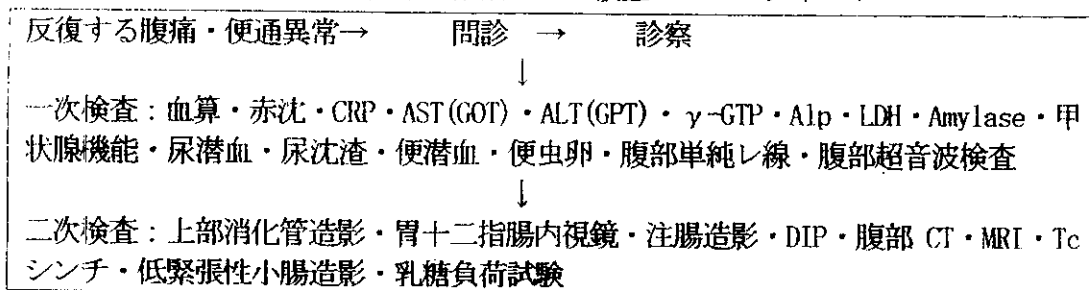 反復する腹痛・便通異常→ 問診 → 診察
↓
一次検査：血算・赤沈・CRP・AST(GOT)・ALT(GPT)・γ-GTP・Alp・LDH・Amylase・甲
状腺機能・尿潜血・尿沈渣・便潜血・便虫卵・腹部単純レ線・腹部超音波検査
↓
二次検査：上部消化管造影・胃十二指腸内視鏡・注腸造影・DIP・腹部 CT・MRI・Tc
シンチ・低緊張性小腸造影・乳糖負荷試験